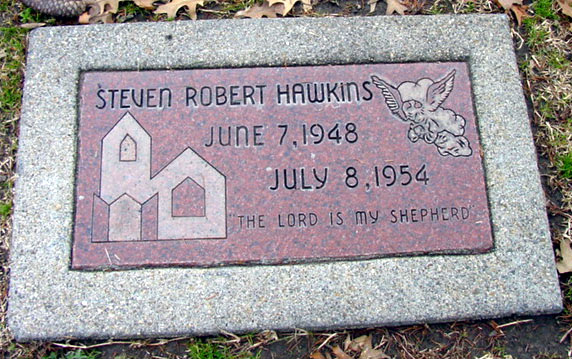 STEVEN ROBERT HAWKINS
JUNE 7, 1948
JULY 8, 1954
"THE LORD IS MY SHEPHERD"